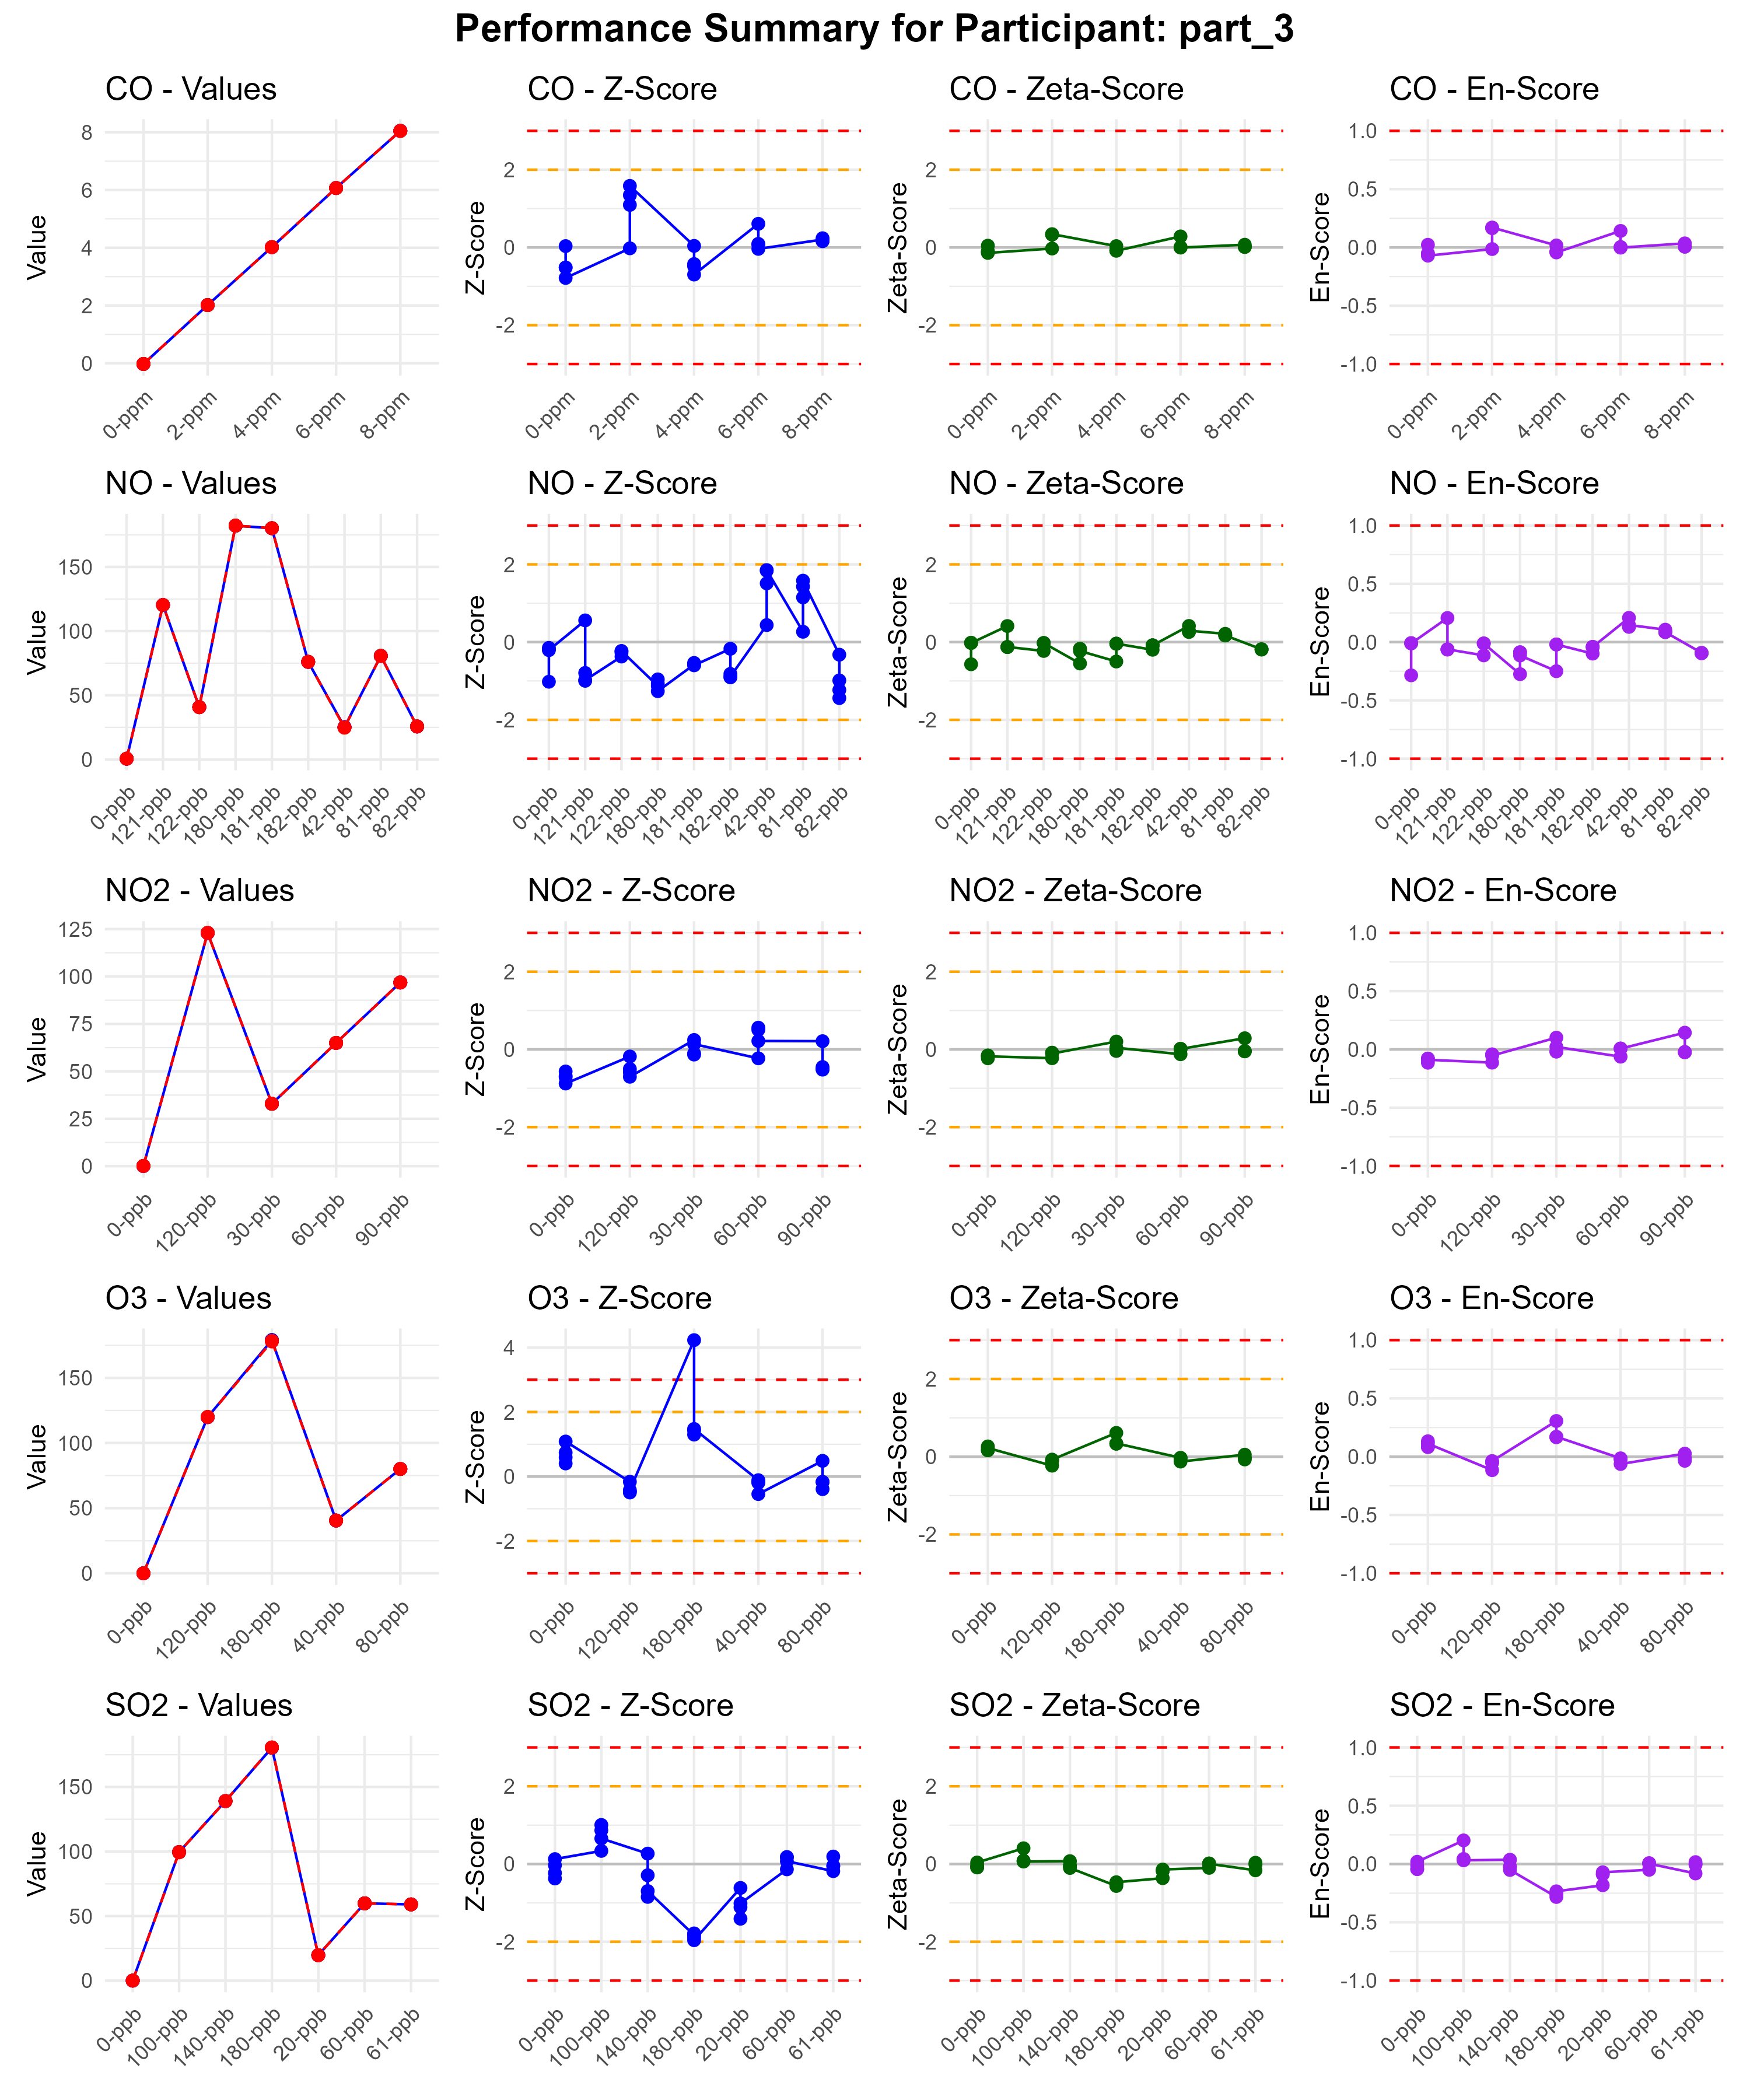 Performance Summary for Participant: part_3
CO - Values
CO - Z-Score
CO - Zeta-Score
CO - En-Score
Value
8
6
4
2
0
0-ppm
2-ppm
4-ppm
6-ppm
8-ppm
Z-Score
2
0
-2
0-ppm
2-ppm
4-ppm
6-ppm
8-ppm
Zeta-Score
2
0
-2
0-ppm
2-ppm
4-ppm
6-ppm
8-ppm
En-Score
1.0
0.5
0.0
-0.5
-1.0
0-ppm
2-ppm
4-ppm
6-ppm
8-ppm
NO - Values
NO - Z-Score
NO - Zeta-Score
NO - En-Score
Value
150
100
50
0
0-ppb
121-ppb
122-ppb
180-ppb
181-ppb
182-ppb
42-ppb
81-ppb
82-ppb
Z-Score
2
0
-2
0-ppb
121-ppb
122-ppb
180-ppb
181-ppb
182-ppb
42-ppb
81-ppb
82-ppb
Zeta-Score
2
0
-2
0-ppb
121-ppb
122-ppb
180-ppb
181-ppb
182-ppb
42-ppb
81-ppb
82-ppb
En-Score
1.0
0.5
0.0
-0.5
-1.0
0-ppb
121-ppb
122-ppb
180-ppb
181-ppb
182-ppb
42-ppb
81-ppb
82-ppb
NO2 - Values
NO2 - Z-Score
NO2 - Zeta-Score
NO2 - En-Score
Value
125
100
75
50
25
0
0-ppb
120-ppb
30-ppb
60-ppb
90-ppb
Z-Score
2
0
-2
0-ppb
120-ppb
30-ppb
60-ppb
90-ppb
Zeta-Score
2
0
-2
0-ppb
120-ppb
30-ppb
60-ppb
90-ppb
En-Score
1.0
0.5
0.0
-0.5
-1.0
0-ppb
120-ppb
30-ppb
60-ppb
90-ppb
O3 - Values
O3 - Z-Score
O3 - Zeta-Score
O3 - En-Score
Value
150
100
50
0
0-ppb
120-ppb
180-ppb
40-ppb
80-ppb
Z-Score
4
2
0
-2
0-ppb
120-ppb
180-ppb
40-ppb
80-ppb
Zeta-Score
2
0
-2
0-ppb
120-ppb
180-ppb
40-ppb
80-ppb
En-Score
1.0
0.5
0.0
-0.5
-1.0
0-ppb
120-ppb
180-ppb
40-ppb
80-ppb
SO2 - Values
SO2 - Z-Score
SO2 - Zeta-Score
SO2 - En-Score
Value
150
100
50
0
0-ppb
100-ppb
140-ppb
180-ppb
20-ppb
60-ppb
61-ppb
Z-Score
2
0
-2
0-ppb
100-ppb
140-ppb
180-ppb
20-ppb
60-ppb
61-ppb
Zeta-Score
2
0
-2
0-ppb
100-ppb
140-ppb
180-ppb
20-ppb
60-ppb
61-ppb
En-Score
1.0
0.5
0.0
-0.5
-1.0
0-ppb
100-ppb
140-ppb
180-ppb
20-ppb
60-ppb
61-ppb